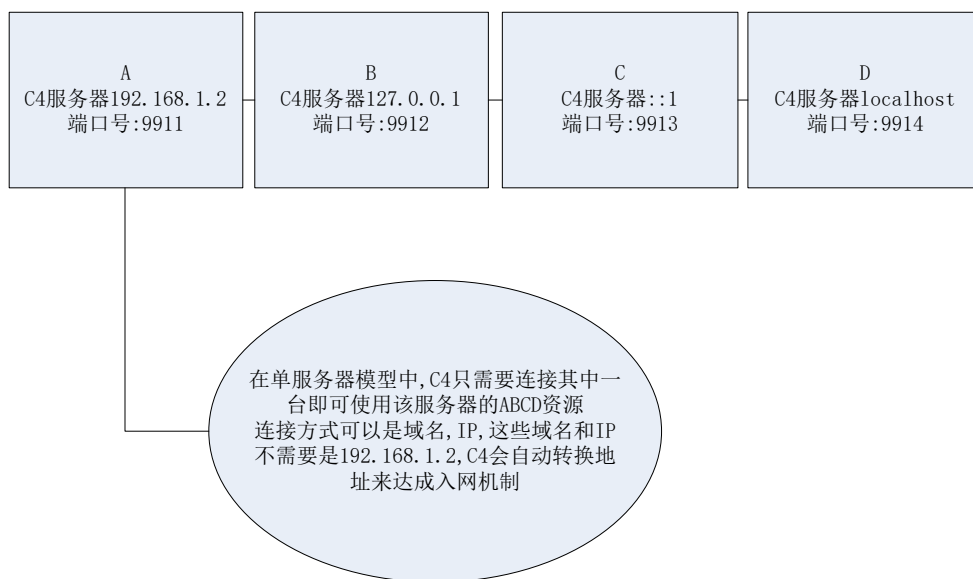 A
C4服务器192.168.1.2
端口号:9911
B
C4服务器127.0.0.1
端口号:9912
C
C4服务器::1
端口号:9913
D
C4服务器localhost
端口号:9914
在单服务器模型中,C4只需要连接其中一
台即可使用该服务器的ABCD资源
连接方式可以是域名,IP,这些域名和IP
不需要是192.168.1.2,C4会自动转换地
址来达成入网机制